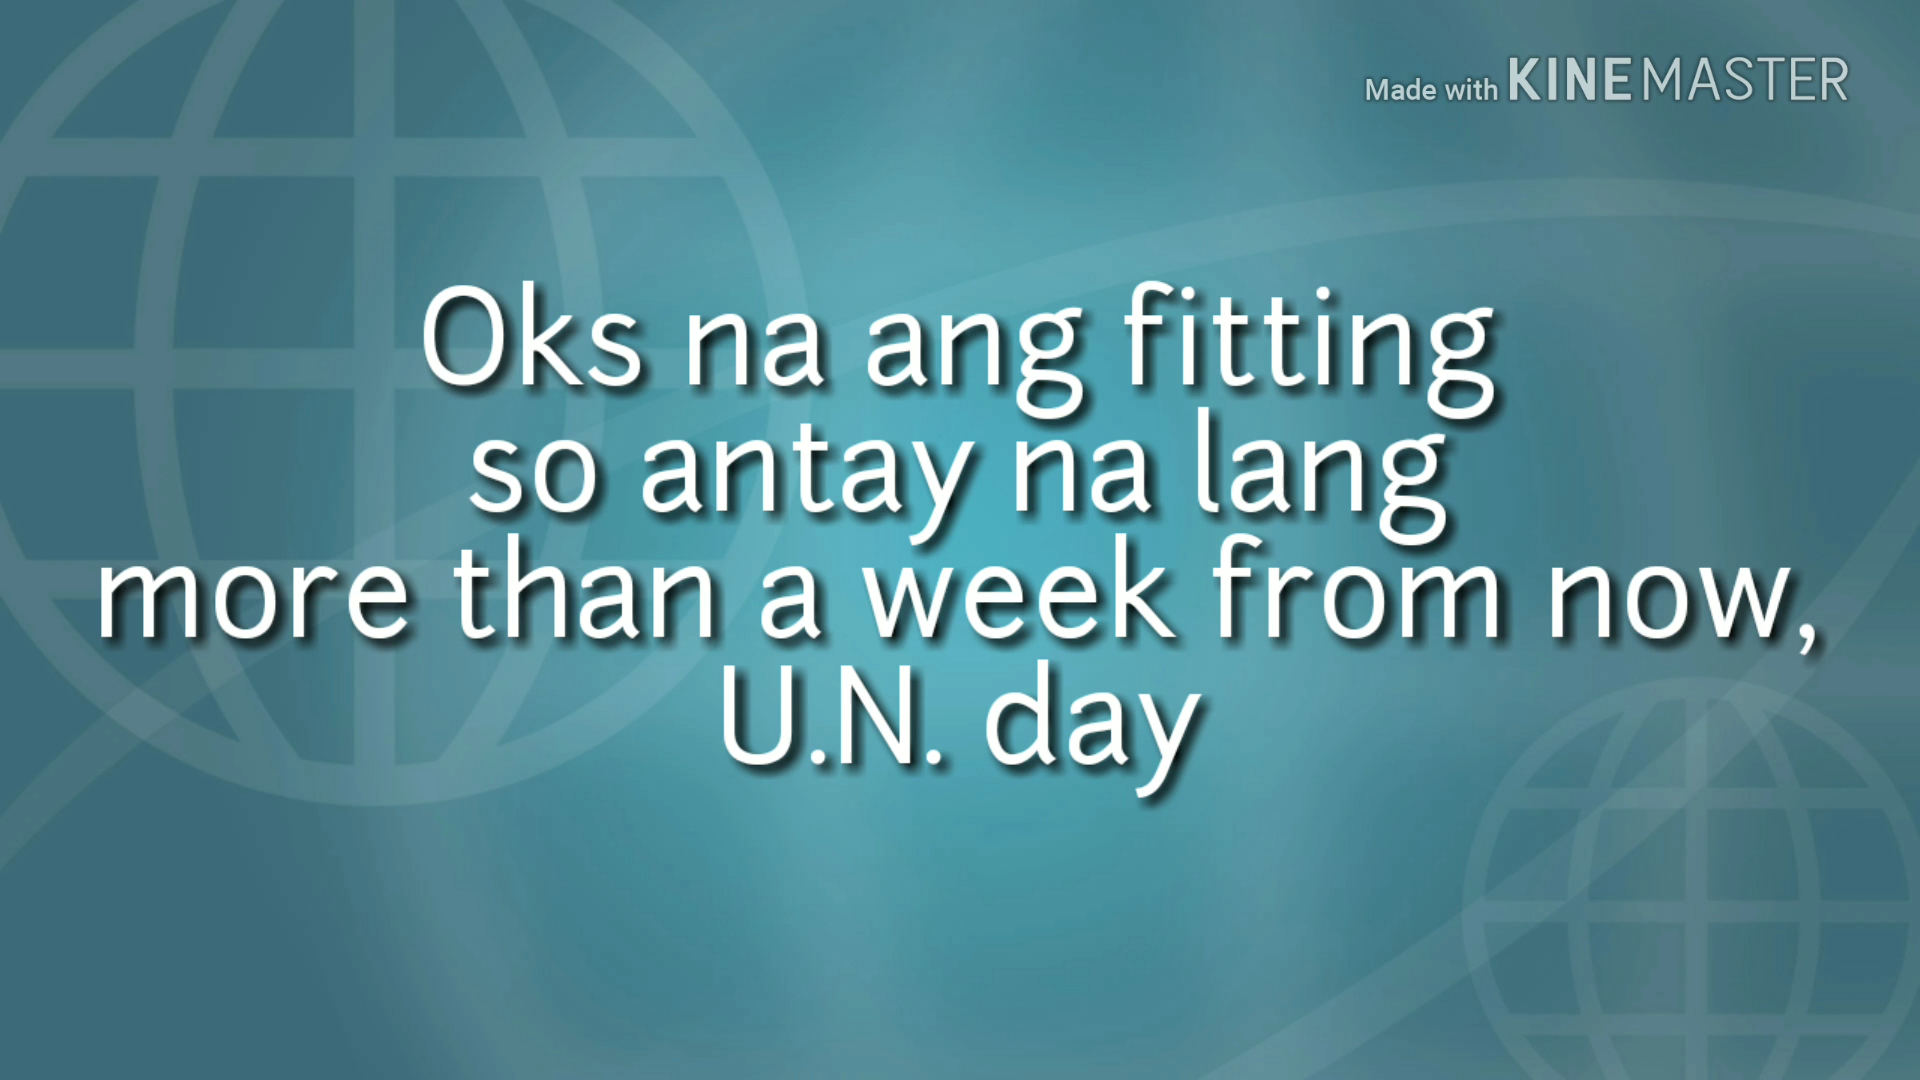 Made with KINEMASTER
Oks na ang fitting
so antay na lang
more than a week from now,
U.N. day